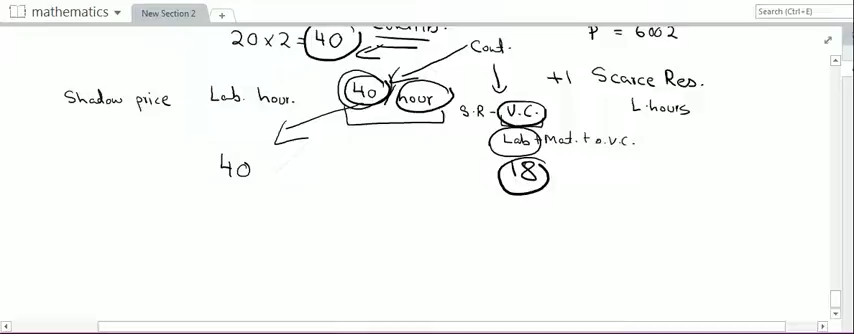 mathematics
New Section 2
+
Search (Ctrl+E)
20 × 2 = 40
P = 6002
Cont.
+1 Scarce Res.
Shadow price Lab. hour. 40 / hour
L. hours
S.R - V.C.
Lab + Mat. + o.V.C.
40
18